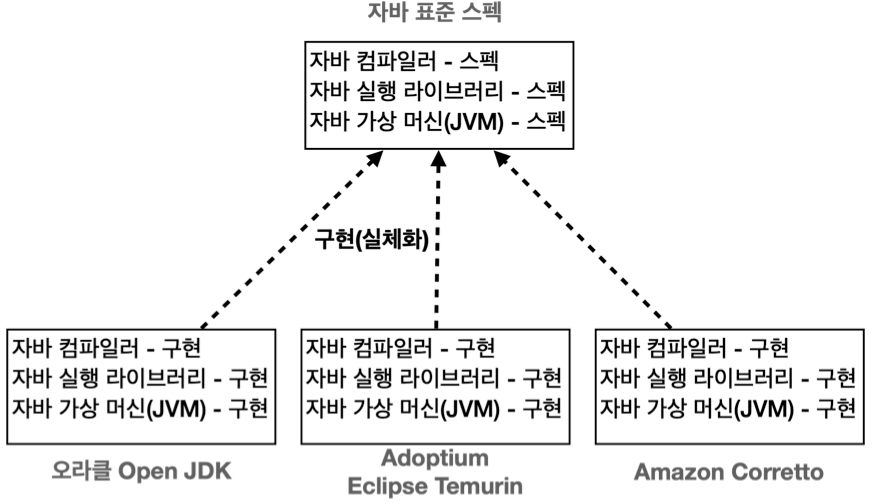 자바 표준 스펙
자바 컴파일러 - 스펙
자바 실행 라이브러리 - 스펙
자바 가상 머신(JVM) - 스펙
구현(실체화)
자바 컴파일러 - 구현
자바 실행 라이브러리 - 구현
자바 가상 머신(JVM) - 구현
오라클 Open JDK
자바 컴파일러 - 구현
자바 실행 라이브러리 - 구현
자바 가상 머신(JVM) - 구현
Adoptium
Eclipse Temurin
자바 컴파일러 - 구현
자바 실행 라이브러리 - 구현
자바 가상 머신(JVM) - 구현
Amazon Corretto